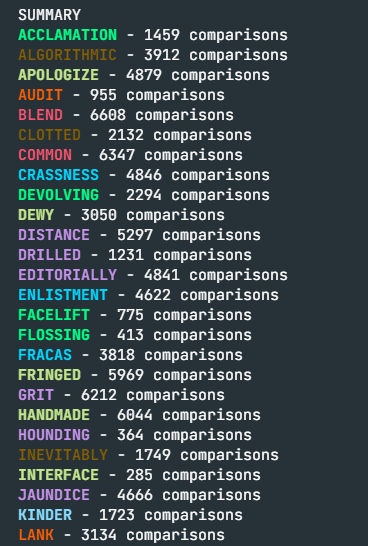 SUMMARY
ACCLAMATION - 1459 comparisons
ALGORITHMIC - 3912 comparisons
APOLOGIZE - 4879 comparisons
AUDIT - 955 comparisons
BLEND - 6608 comparisons
CLOTTED - 2132 comparisons
COMMON - 6347 comparisons
CRASSNESS - 4846 comparisons
DEVOLVING - 2294 comparisons
DEWY - 3050 comparisons
DISTANCE - 5297 comparisons
DRILLED - 1231 comparisons
EDITORIALLY - 4841 comparisons
ENLISTMENT - 4622 comparisons
FACELIFT - 775 comparisons
FLOSSING - 413 comparisons
FRACAS - 3818 comparisons
FRINGED - 5969 comparisons
GRIT - 6212 comparisons
HANDMADE - 6044 comparisons
HOUNDING - 364 comparisons
INEVITABLY - 1749 comparisons
INTERFACE - 285 comparisons
JAUNDICE - 4666 comparisons
KINDER - 1723 comparisons
LANK - 3134 comparisons